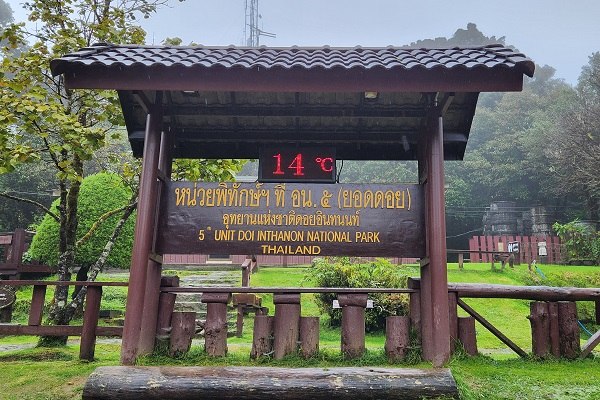 14 °C
หน่วยพิทักษ์ฯ ที่ อน. ๕ (ยอดดอย)
อุทยานแห่งชาติดอยอินทนนท์
5th UNIT DOI INTHANON NATIONAL PARK
THAILAND